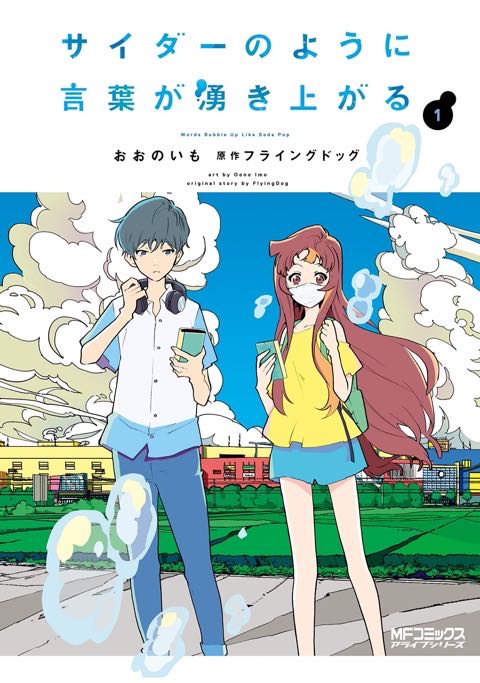 サイダーのように
言葉が湧き上がる
1
Words Bubble Up Like Soda Pop
おおのいも 原作フライングドッグ
art by Oono Imo
original story by FlyingDog
MFコミックス
アライブシリーズ